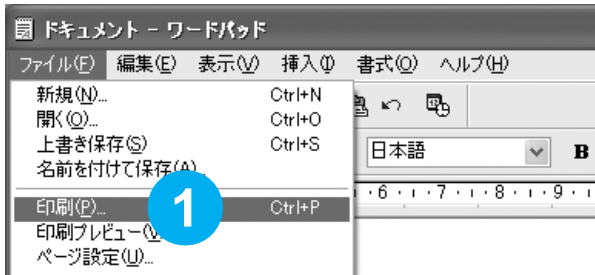 ドキュメント - ワードパッド
ファイル(F) 編集(E) 表示(V) 挿入(I) 書式(O) ヘルプ(H)
新規(N)... Ctrl+N
開く(O)... Ctrl+O
上書き保存(S) Ctrl+S
名前を付けて保存(A)...
日本語 B
6 7 8 9
印刷(P)... Ctrl+P
1
印刷プレビュー(V)
ページ設定(U)...